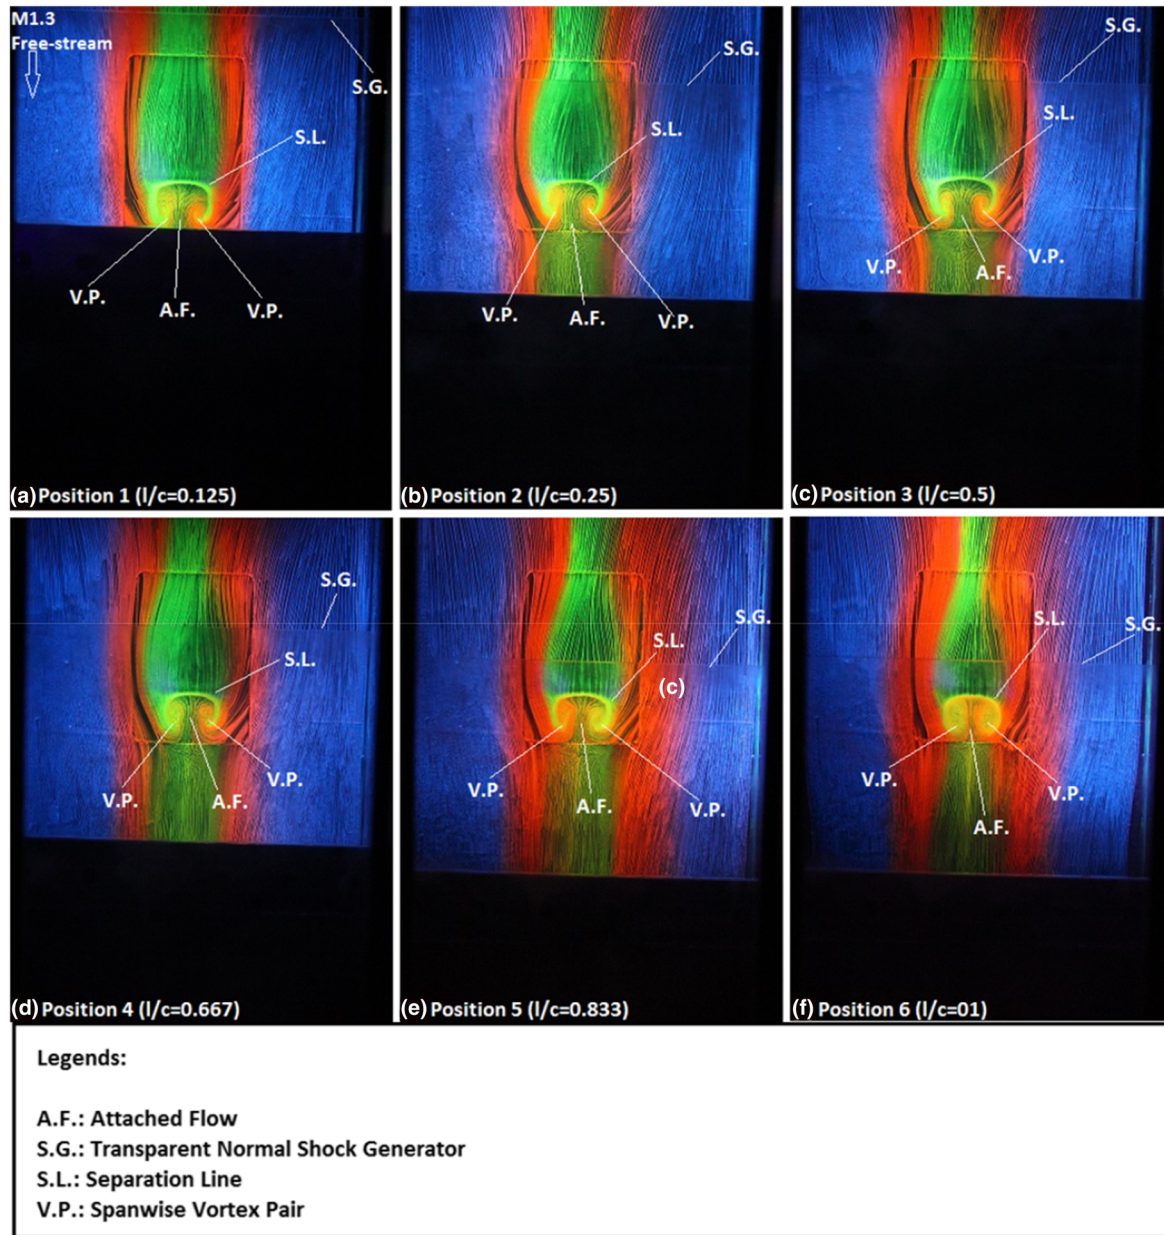 M1.3
Free-stream
S.G.
S.L.
V.P.
A.F.
V.P.
(a) Position 1 (l/c=0.125)
S.G.
S.L.
V.P.
A.F.
V.P.
(b) Position 2 (l/c=0.25)
S.G.
S.L.
V.P.
A.F.
V.P.
(c) Position 3 (l/c=0.5)
S.G.
S.L.
V.P.
A.F.
V.P.
(d) Position 4 (l/c=0.667)
S.G.
S.L.
(c)
V.P.
A.F.
V.P.
(e) Position 5 (l/c=0.833)
S.L.
S.G.
V.P.
V.P.
A.F.
(f) Position 6 (l/c=01)
Legends:
A.F.: Attached Flow
S.G.: Transparent Normal Shock Generator
S.L.: Separation Line
V.P.: Spanwise Vortex Pair